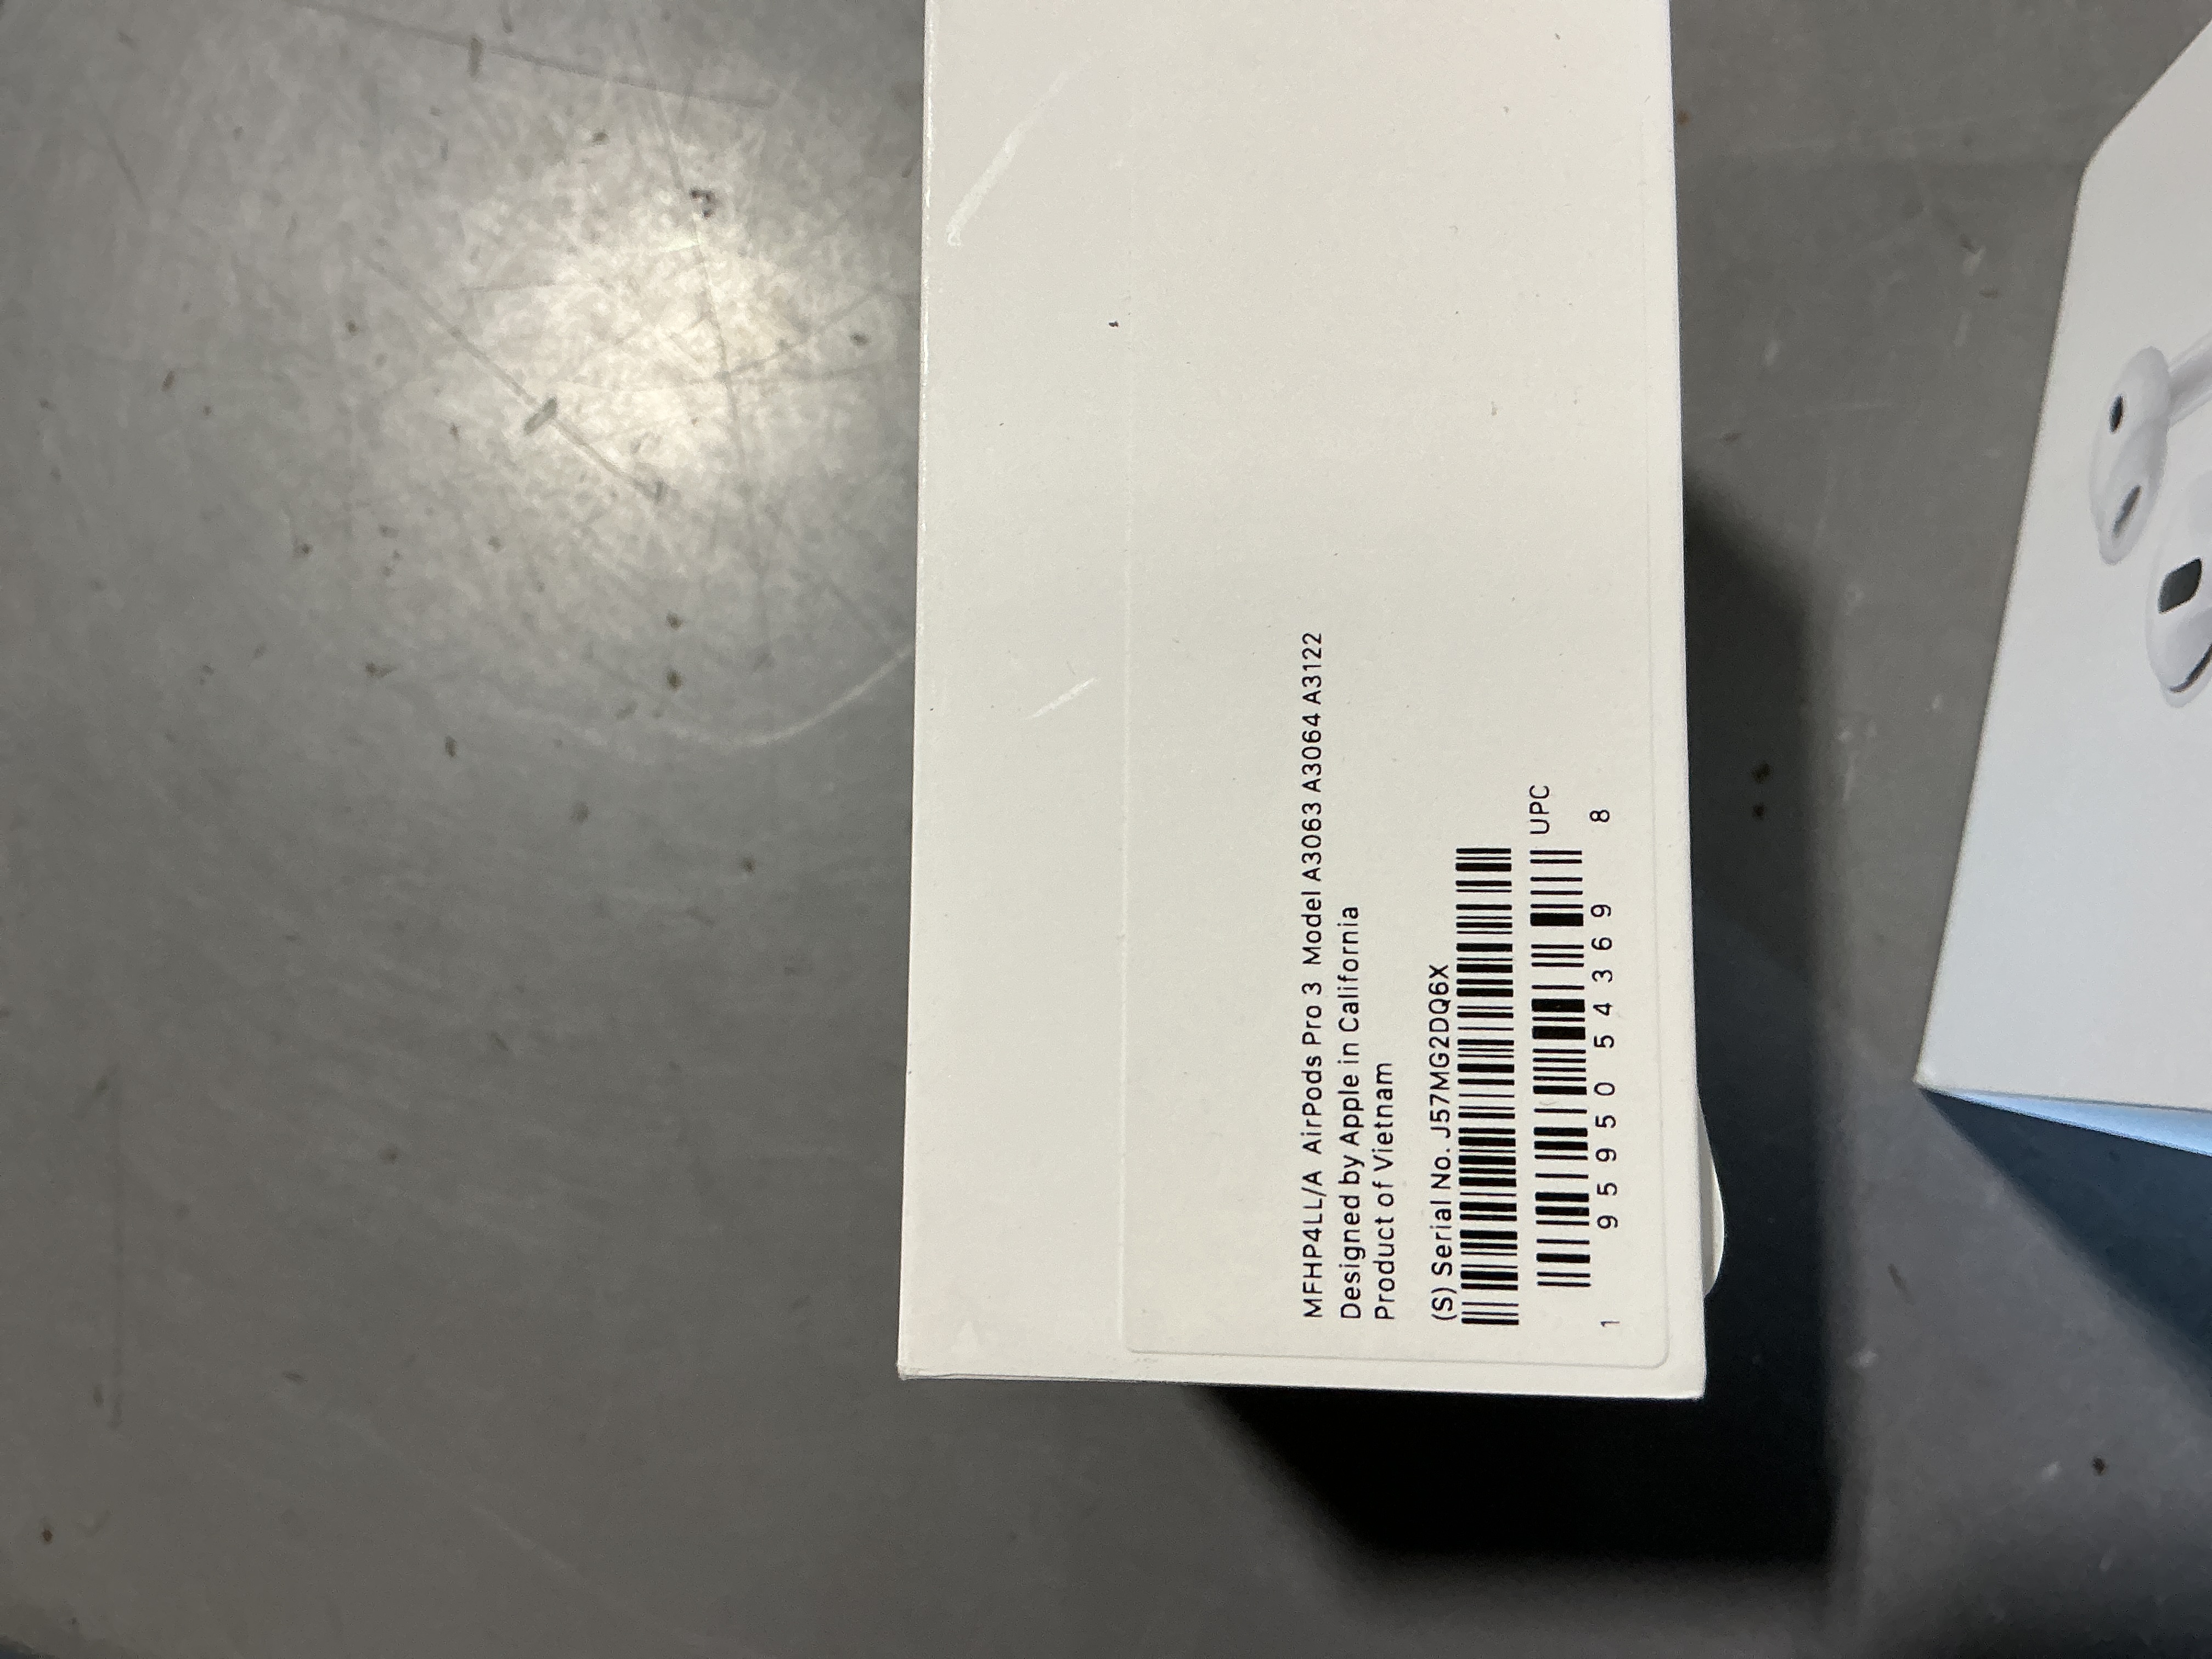 MFHP4LL/A AirPods Pro 3 Model A3063 A3064 A3122
Designed by Apple in California
Product of Vietnam
(S) Serial No. J57MG2DQ6X
UPC
1 95950 54369 8